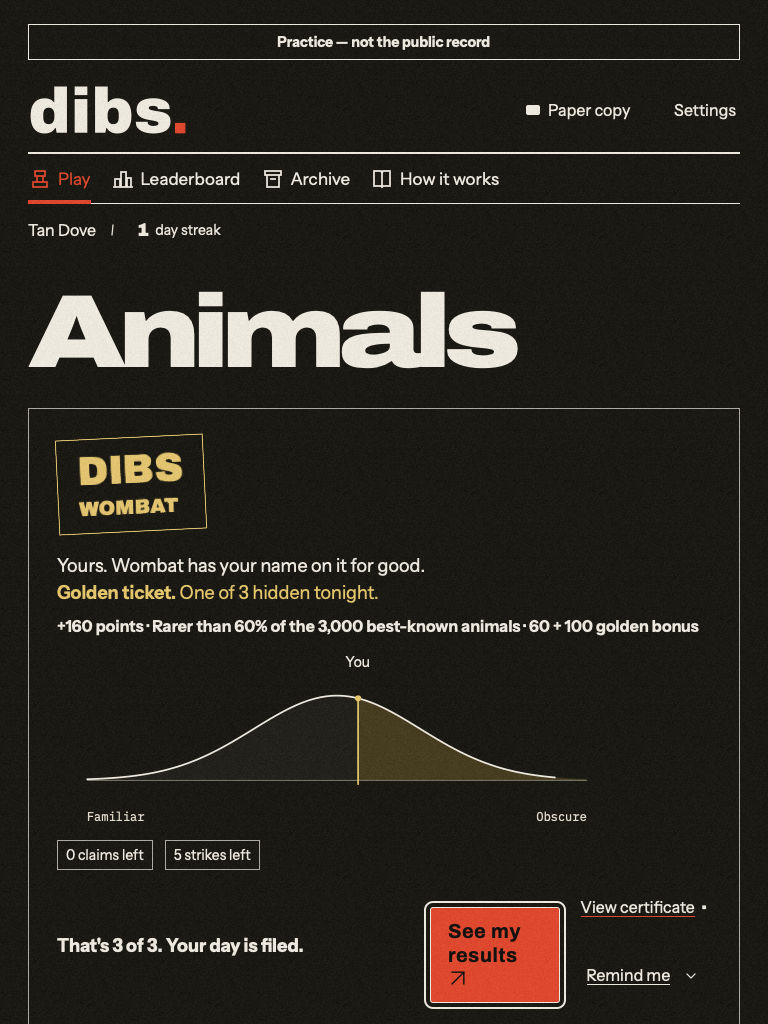 Practice — not the public record
dibs.
Paper copy
Settings
Play
Leaderboard
Archive
How it works
Tan Dove / 1 day streak
Animals
DIBS
WOMBAT
Yours. Wombat has your name on it for good.
Golden ticket. One of 3 hidden tonight.
+160 points · Rarer than 60% of the 3,000 best-known animals · 60 + 100 golden bonus
You
Familiar
Obscure
0 claims left
5 strikes left
That's 3 of 3. Your day is filed.
See my
results
View certificate
Remind me